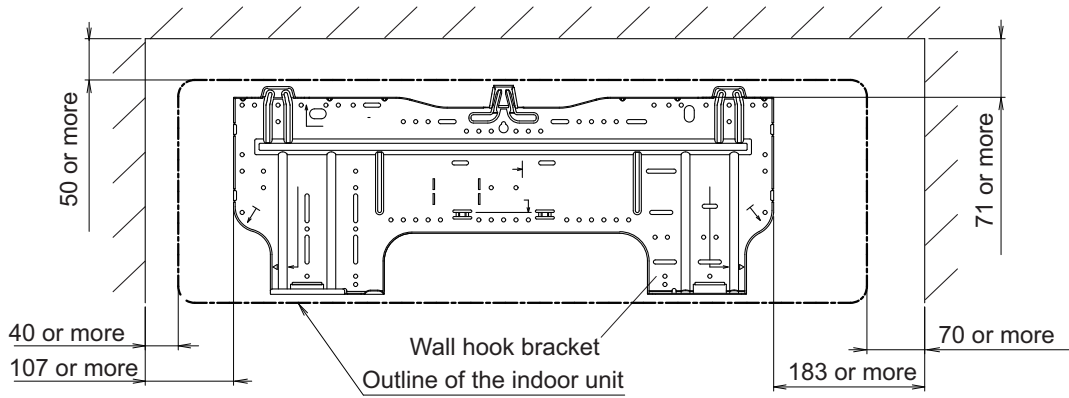 50 or more
71 or more
40 or more
107 or more
Wall hook bracket
Outline of the indoor unit
70 or more
183 or more